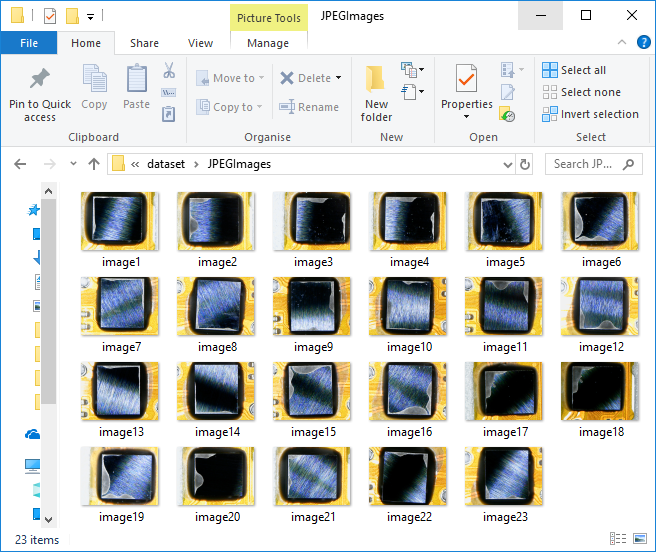 Picture Tools
JPEGImages
File
Home
Share
View
Manage
Pin to Quick access
Copy
Paste
Clipboard
Move to
Copy to
Delete
Rename
Organise
New folder
New
Properties
Open
Select all
Select none
Invert selection
Select
dataset
JPEGImages
Search JP...
image1
image2
image3
image4
image5
image6
image7
image8
image9
image10
image11
image12
image13
image14
image15
image16
image17
image18
image19
image20
image21
image22
image23
23 items